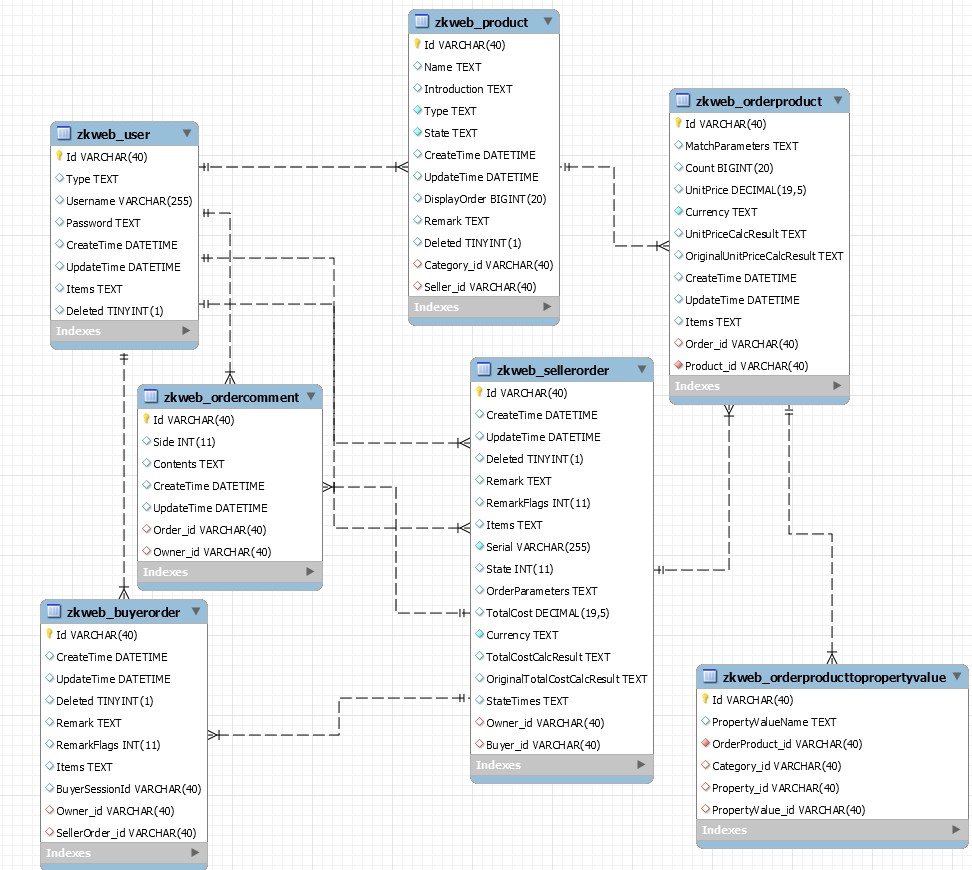 zkweb_product
Id VARCHAR(40)
Name TEXT
Introduction TEXT
Type TEXT
State TEXT
CreateTime DATETIME
UpdateTime DATETIME
DisplayOrder BIGINT(20)
Remark TEXT
Deleted TINYINT(1)
Category_id VARCHAR(40)
Seller_id VARCHAR(40)
Indexes
zkweb_orderproduct
Id VARCHAR(40)
MatchParameters TEXT
Count BIGINT(20)
UnitPrice DECIMAL(19,5)
Currency TEXT
UnitPriceCalcResult TEXT
OriginalUnitPriceCalcResult TEXT
CreateTime DATETIME
UpdateTime DATETIME
Items TEXT
Order_id VARCHAR(40)
Product_id VARCHAR(40)
Indexes
zkweb_user
Id VARCHAR(40)
Type TEXT
Username VARCHAR(255)
Password TEXT
CreateTime DATETIME
UpdateTime DATETIME
Items TEXT
Deleted TINYINT(1)
Indexes
zkweb_ordercomment
Id VARCHAR(40)
Side INT(11)
Contents TEXT
CreateTime DATETIME
UpdateTime DATETIME
Order_id VARCHAR(40)
Owner_id VARCHAR(40)
Indexes
zkweb_sellerorder
Id VARCHAR(40)
CreateTime DATETIME
UpdateTime DATETIME
Deleted TINYINT(1)
Remark TEXT
RemarkFlags INT(11)
Items TEXT
Serial VARCHAR(255)
State INT(11)
OrderParameters TEXT
TotalCost DECIMAL(19,5)
Currency TEXT
TotalCostCalcResult TEXT
OriginalTotalCostCalcResult TEXT
StateTimes TEXT
Owner_id VARCHAR(40)
Buyer_id VARCHAR(40)
Indexes
zkweb_buyerorder
Id VARCHAR(40)
CreateTime DATETIME
UpdateTime DATETIME
Deleted TINYINT(1)
Remark TEXT
RemarkFlags INT(11)
Items TEXT
BuyerSessionId VARCHAR(40)
Owner_id VARCHAR(40)
SellerOrder_id VARCHAR(40)
Indexes
zkweb_orderproducttopropertyvalue
Id VARCHAR(40)
PropertyValueName TEXT
OrderProduct_id VARCHAR(40)
Category_id VARCHAR(40)
Property_id VARCHAR(40)
PropertyValue_id VARCHAR(40)
Indexes